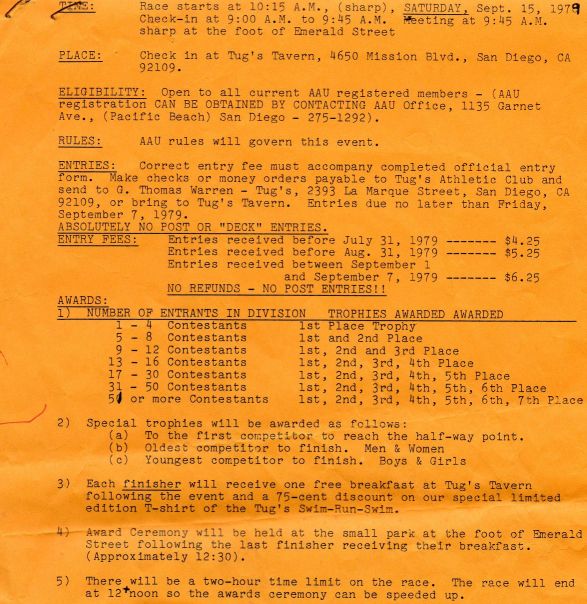 TIME: Race starts at 10:15 A.M., (sharp), SATURDAY, Sept. 15, 1979
Check-in at 9:00 A.M. to 9:45 A.M. Meeting at 9:45 A.M.
sharp at the foot of Emerald Street
PLACE: Check in at Tug's Tavern, 4650 Mission Blvd., San Diego, CA
92109.
ELIGIBILITY: Open to all current AAU registered members - (AAU
registration CAN BE OBTAINED BY CONTACTING AAU Office, 1135 Garnet
Ave., (Pacific Beach) San Diego - 275-1292).
RULES: AAU rules will govern this event.
ENTRIES: Correct entry fee must accompany completed official entry
form. Make checks or money orders payable to Tug's Athletic Club and
send to G. Thomas Warren - Tug's, 2393 La Marque Street, San Diego, CA
92109, or bring to Tug's Tavern. Entries due no later than Friday,
September 7, 1979.
ABSOLUTELY NO POST OR "DECK" ENTRIES.
ENTRY FEES: Entries received before July 31, 1979 ------- $4.25
Entries received before Aug. 31, 1979 ------- $5.25
Entries received between September 1
and September 7, 1979 ------- $6.25
NO REFUNDS - NO POST ENTRIES!!
AWARDS:
1) NUMBER OF ENTRANTS IN DIVISION TROPHIES AWARDED AWARDED
1 - 4 Contestants 1st Place Trophy
5 - 8 Contestants 1st and 2nd Place
9 - 12 Contestants 1st, 2nd and 3rd Place
13 - 16 Contestants 1st, 2nd, 3rd, 4th Place
17 - 30 Contestants 1st, 2nd, 3rd, 4th, 5th Place
31 - 50 Contestants 1st, 2nd, 3rd, 4th, 5th, 6th Place
51 or more Contestants 1st, 2nd, 3rd, 4th, 5th, 6th, 7th Place
2) Special trophies will be awarded as follows:
(a) To the first competitor to reach the half-way point.
(b) Oldest competitor to finish. Men & Women
(c) Youngest competitor to finish. Boys & Girls
3) Each finisher will receive one free breakfast at Tug's Tavern
following the event and a 75-cent discount on our special limited
edition T-shirt of the Tug's Swim-Run-Swim.
4) Award Ceremony will be held at the small park at the foot of Emerald
Street following the last finisher receiving their breakfast.
(Approximately 12:30).
5) There will be a two-hour time limit on the race. The race will end
at 12 noon so the awards ceremony can be speeded up.